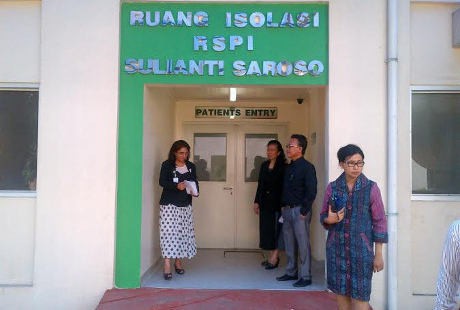 RUANG ISOLASI
RSPI
SULIANTI SAROSO
PATIENTS ENTRY